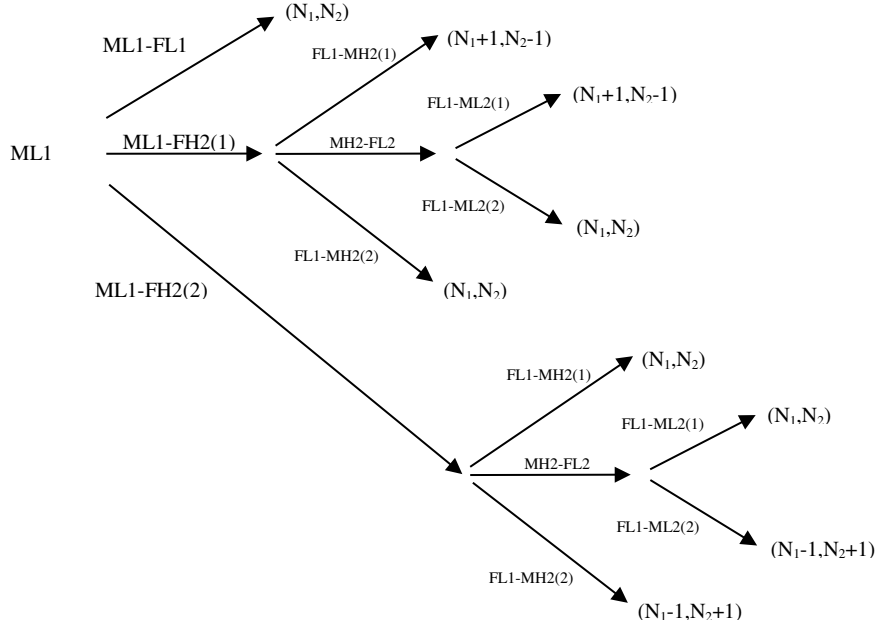 (N₁,N₂)
ML1-FL1
FL1-MH2(1)
(N₁+1,N₂-1)
FL1-ML2(1)
(N₁+1,N₂-1)
ML1
ML1-FH2(1)
MH2-FL2
FL1-ML2(2)
(N₁,N₂)
FL1-MH2(2)
ML1-FH2(2)
(N₁,N₂)
FL1-MH2(1)
(N₁,N₂)
FL1-ML2(1)
(N₁,N₂)
MH2-FL2
FL1-ML2(2)
(N₁-1,N₂+1)
FL1-MH2(2)
(N₁-1,N₂+1)